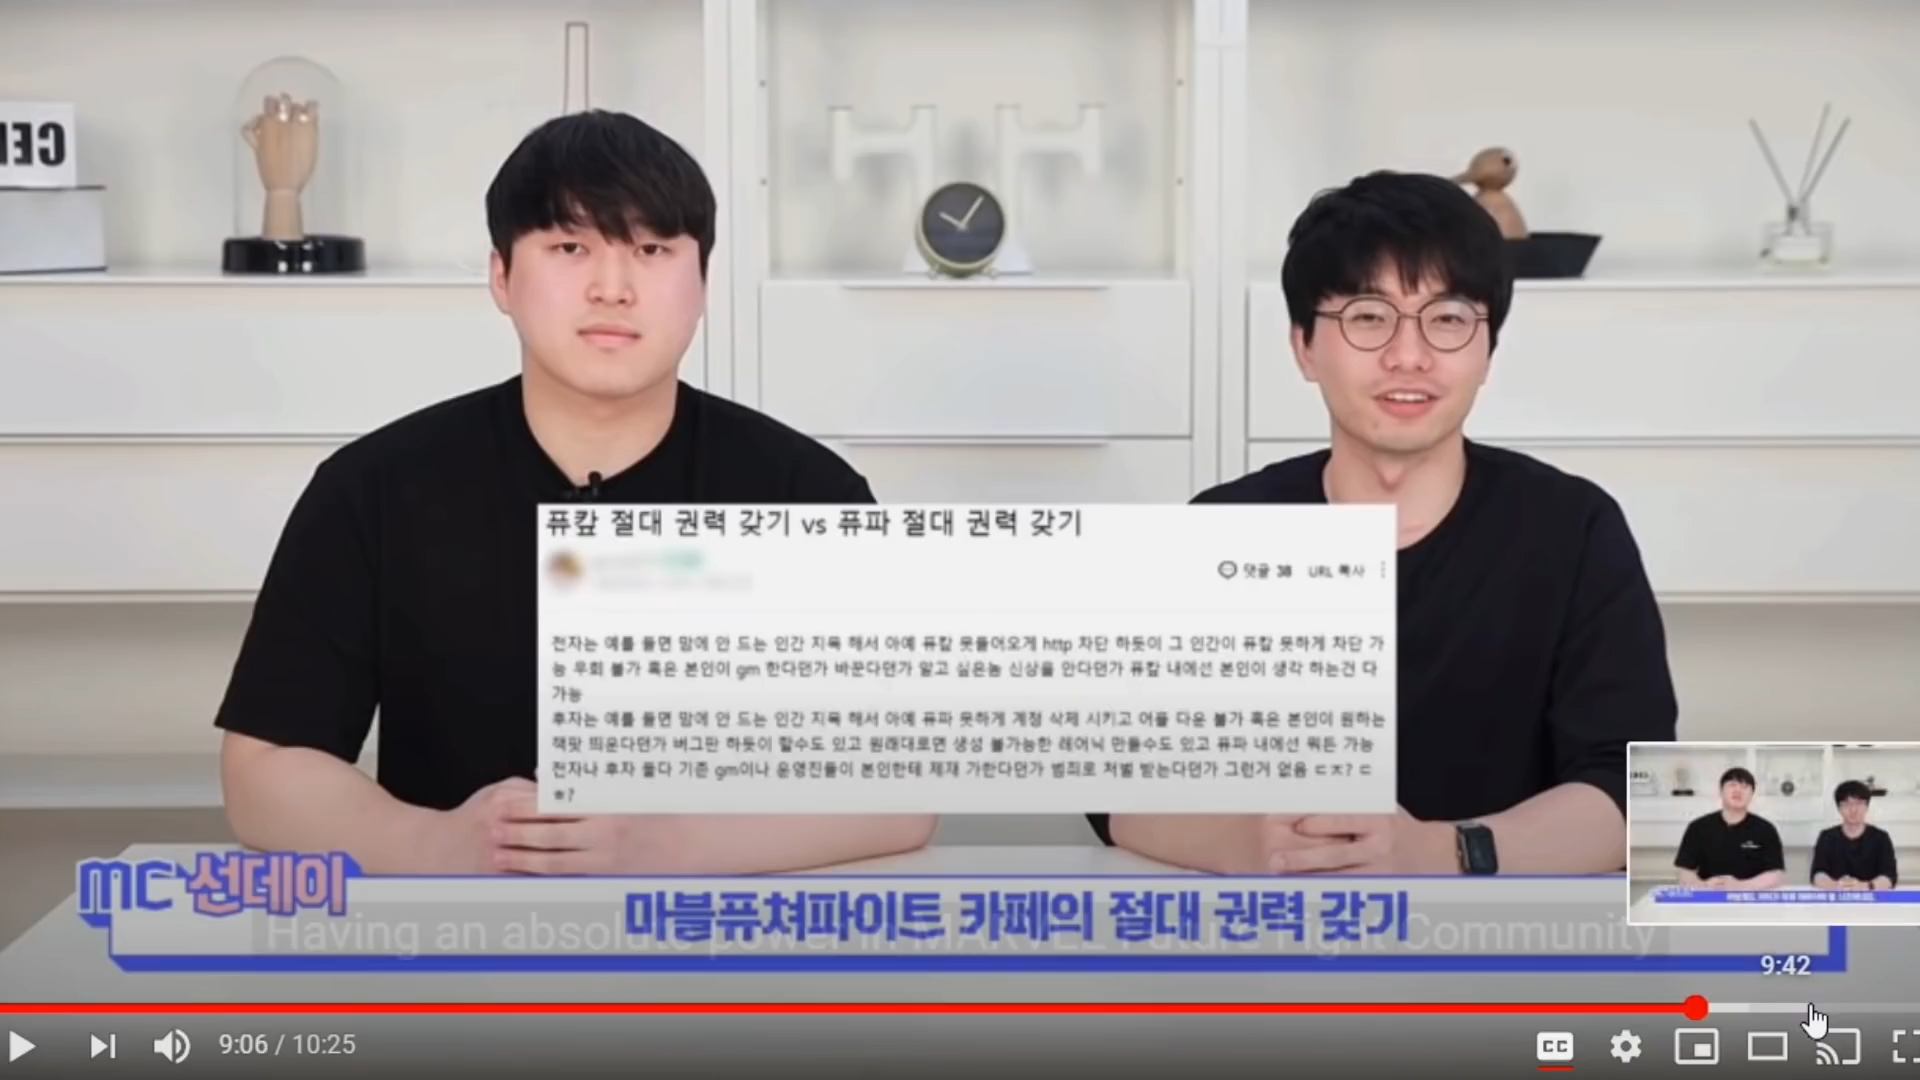 퓨캎 절대 권력 갖기 vs 퓨파 절대 권력 갖기
댓글 38 URL 복사
전자는 예를 들면 맘에 안 드는 인간 지목 해서 아예 퓨캎 못들어오게 http 차단 하듯이 그 인간이 퓨캎 못하게 차단 가
능 우회 불가 혹은 본인이 gm 한다던가 바꾼다던가 알고 싶은놈 신상을 안다던가 퓨캎 내에선 본인이 생각 하는건 다
가능
후자는 예를 들면 맘에 안 드는 인간 지목 해서 아예 퓨파 못하게 계정 삭제 시키고 어플 다운 불가 혹은 본인이 원하는
잭팟 띄운다던가 버그판 하듯이 할수도 있고 원래대로면 생성 불가능한 레어닉 만들수도 있고 퓨파 내에선 뭐든 가능
전자나 후자 둘다 기존 gm이나 운영진들이 본인한테 제재 가한다던가 범죄로 처벌 받는다던가 그런거 없음 ㄷㅈ? ㄷ
ㅎ?
mc 선데이
마블퓨쳐파이트 카페의 절대 권력 갖기
Having an absolute power in MARVEL Future Fight Community
9:42
9:06 / 10:25
CC